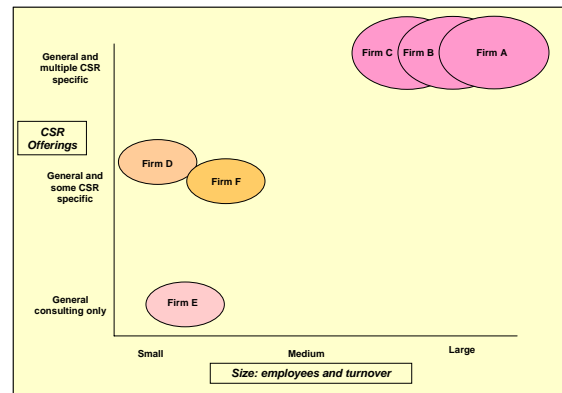 General and
multiple CSR
specific
Firm C
Firm B
Firm A
CSR
Offerings
Firm D
General and
some CSR
specific
Firm F
General
consulting only
Firm E
Small
Medium
Large
Size: employees and turnover